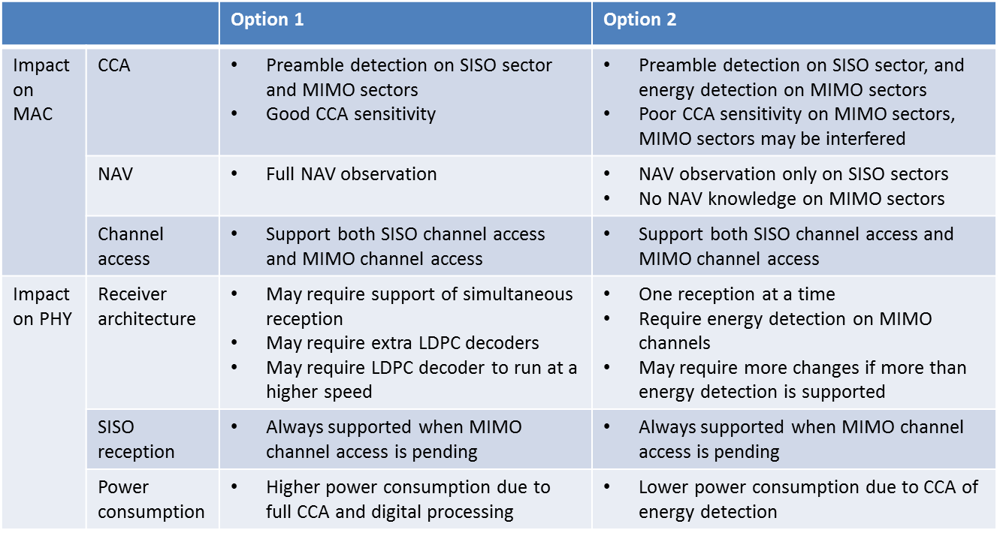 Option 1
Option 2
Impact
on
MAC
CCA
• Preamble detection on SISO sector
and MIMO sectors
• Good CCA sensitivity
• Preamble detection on SISO sector, and
energy detection on MIMO sectors
• Poor CCA sensitivity on MIMO sectors,
MIMO sectors may be interfered
NAV
• Full NAV observation
• NAV observation only on SISO sectors
• No NAV knowledge on MIMO sectors
Channel
access
• Support both SISO channel access
and MIMO channel access
• Support both SISO channel access and
MIMO channel access
Impact
on PHY
Receiver
architecture
• May require support of simultaneous
reception
• May require extra LDPC decoders
• May require LDPC decoder to run at a
higher speed
• One reception at a time
• Require energy detection on MIMO
channels
• May require more changes if more than
energy detection is supported
SISO
reception
• Always supported when MIMO
channel access is pending
• Always supported when MIMO channel
access is pending
Power
consumption
• Higher power consumption due to
full CCA and digital processing
• Lower power consumption due to CCA of
energy detection